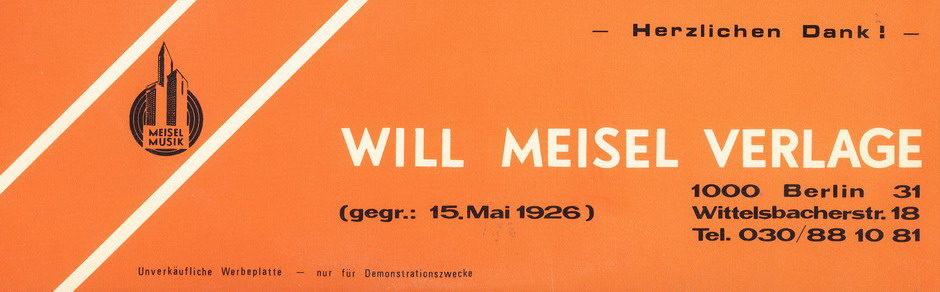 — Herzlichen Dank! —
MEISEL
MUSIK
WILL MEISEL VERLAGE
(gegr.: 15. Mai 1926)
1000 Berlin 31
Wittelsbacherstr. 18
Tel. 030/88 10 81
Unverkäufliche Werbeplatte — nur für Demonstrationszwecke